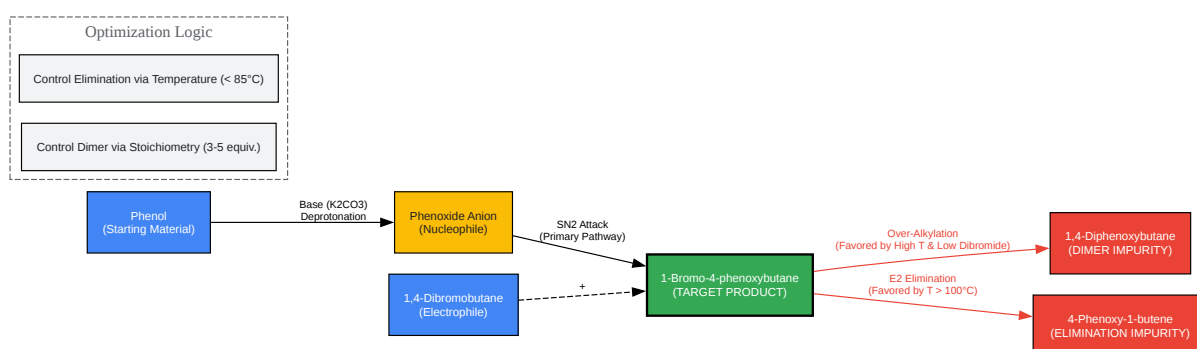 Optimization Logic
Control Elimination via Temperature (< 85°C)
Control Dimer via Stoichiometry (3-5 equiv.)
Phenol
(Starting Material)
Base (K2CO3)
Deprotonation
Phenoxide Anion
(Nucleophile)
SN2 Attack
(Primary Pathway)
1,4-Dibromobutane
(Electrophile)
+
1-Bromo-4-phenoxybutane
(TARGET PRODUCT)
Over-Alkylation
(Favored by High T & Low Dibromide)
E2 Elimination
(Favored by T > 100°C)
1,4-Diphenoxybutane
(DIMER IMPURITY)
4-Phenoxy-1-butene
(ELIMINATION IMPURITY)